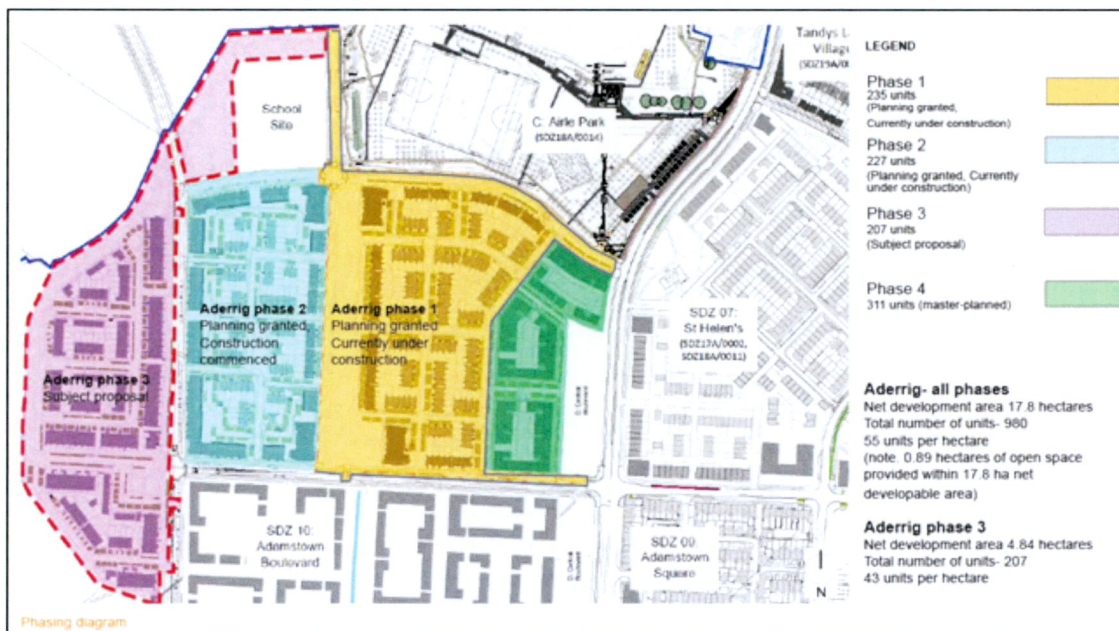 Tandys L
Village
(SDZ19A/00
School
Site
C. Airle Park
(SDZ18A/0014)
Aderrig phase 2
Planning granted,
Construction
commenced
Aderrig phase 1
Planning granted
Currently under
construction
SDZ 07:
St Helen's
(SDZ17A/0002,
SDZ18A/0011)
Aderrig phase 3
Subject proposal
D. Central
Boulevard
SDZ 10:
Adamstown
Boulevard
D. Central
Boulevard
SDZ 09:
Adamstown
Square
N
LEGEND
Phase 1
235 units
(Planning granted,
Currently under construction)
Phase 2
227 units
(Planning granted, Currently
under construction)
Phase 3
207 units
(Subject proposal)
Phase 4
311 units (master-planned)
Aderrig- all phases
Net development area 17.8 hectares
Total number of units- 980
55 units per hectare
(note. 0.89 hectares of open space
provided within 17.8 ha net
developable area)
Aderrig phase 3
Net development area 4.84 hectares
Total number of units- 207
43 units per hectare
Phasing diagram